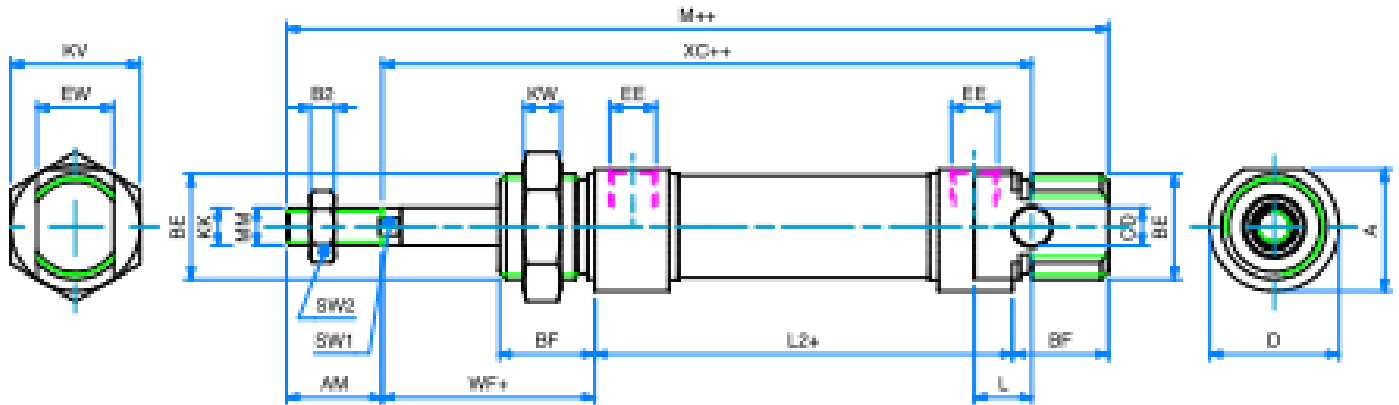 M++
XC++
KV
EW
B2
KW
EE
EE
BE
KK
MM
CD
BE
A
SW2
SW1
BF
L2+
BF
D
AM
WF+
L